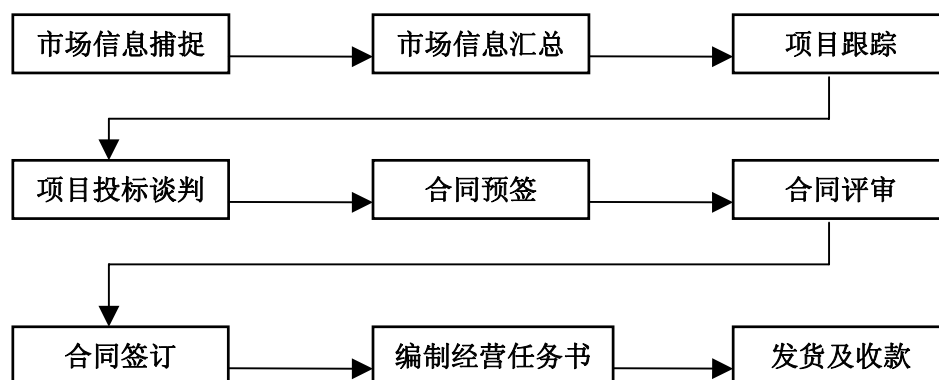 市场信息捕捉
市场信息汇总
项目跟踪
项目投标谈判
合同预签
合同评审
合同签订
编制经营任务书
发货及收款